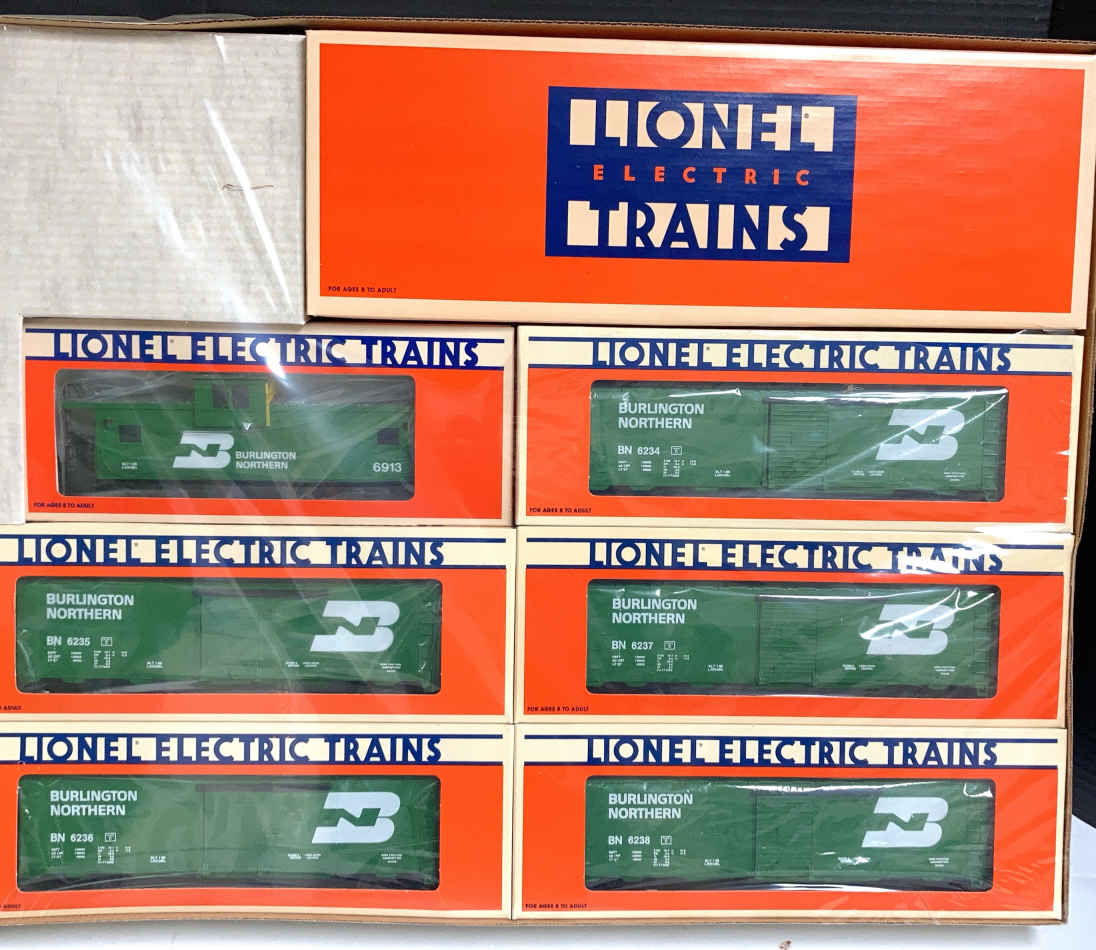 LIONEL
ELECTRIC
TRAINS
FOR AGES 8 TO ADULT
LIONEL ELECTRIC TRAINS
BURLINGTON
NORTHERN
6913
FOR AGES 8 TO ADULT
LIONEL ELECTRIC TRAINS
BURLINGTON
NORTHERN
BN 6234
FOR AGES 8 TO ADULT
LIONEL ELECTRIC TRAINS
BURLINGTON
NORTHERN
BN 6235
ADULT
LIONEL ELECTRIC TRAINS
BURLINGTON
NORTHERN
BN 6237
FOR AGES 8 TO ADULT
LIONEL ELECTRIC TRAINS
BURLINGTON
NORTHERN
BN 6236
ADULT
LIONEL ELECTRIC TRAINS
BURLINGTON
NORTHERN
BN 6238
FOR AGES 8 TO ADULT